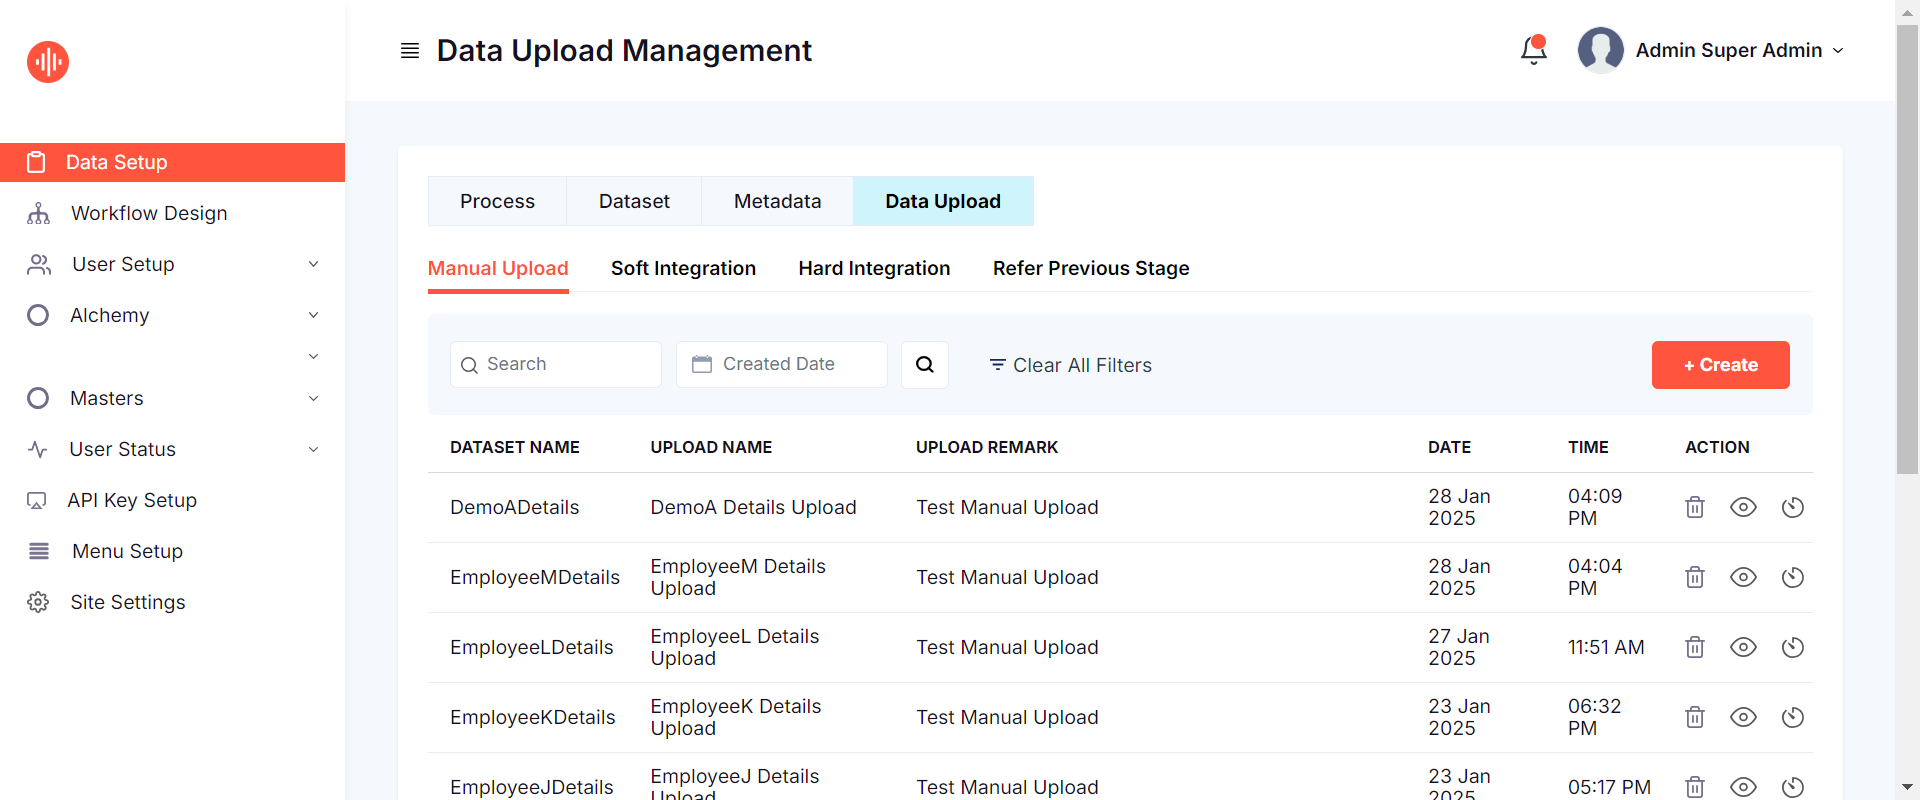 Data Upload Management
Admin Super Admin
Data Setup
Workflow Design
User Setup
Alchemy
Masters
User Status
API Key Setup
Menu Setup
Site Settings
Process Dataset Metadata Data Upload
Manual Upload Soft Integration Hard Integration Refer Previous Stage
Search Created Date Clear All Filters + Create
DATASET NAME UPLOAD NAME UPLOAD REMARK DATE TIME ACTION
DemoADetails DemoA Details Upload Test Manual Upload 28 Jan 04:09
2025 PM
EmployeeMDetails EmployeeM Details Test Manual Upload 28 Jan 04:04
Upload 2025 PM
EmployeeLDetails EmployeeL Details Test Manual Upload 27 Jan 11:51 AM
Upload 2025
EmployeeKDetails EmployeeK Details Test Manual Upload 23 Jan 06:32
Upload 2025 PM
EmployeeJDetails EmployeeJ Details Test Manual Upload 23 Jan 05:17 PM
Upload 2025